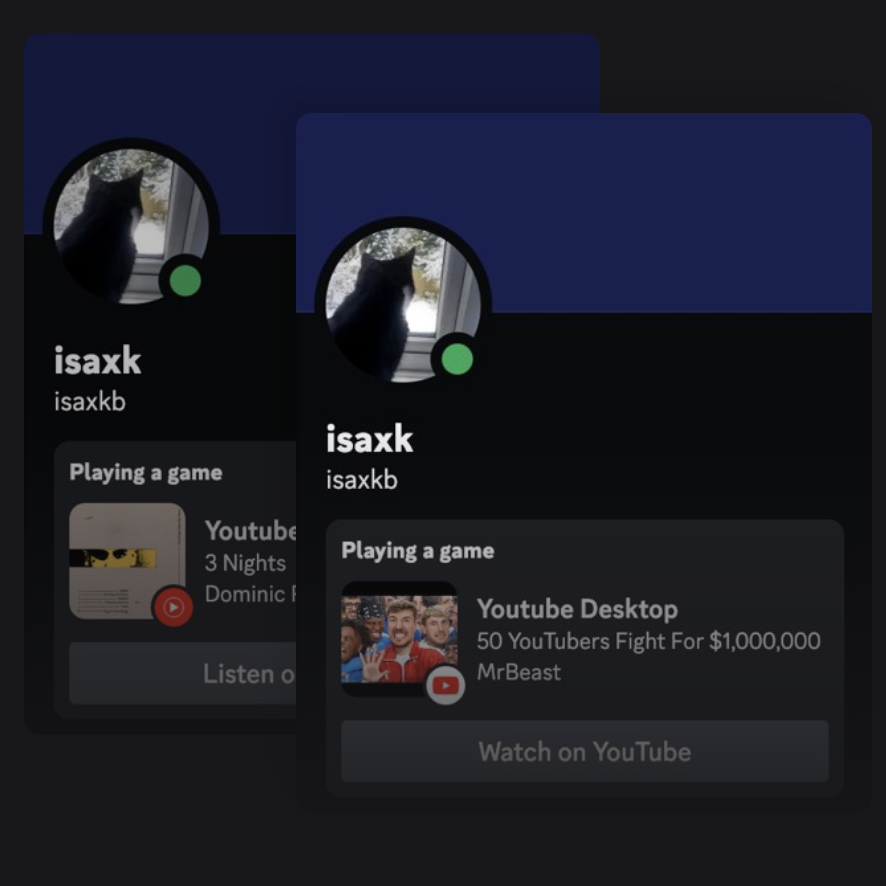 isaxk
isaxkb
Playing a game
Youtube
3 Nights
Dominic
Listen
isaxk
isaxkb
Playing a game
Youtube Desktop
50 YouTubers Fight For $1,000,000
MrBeast
Watch on YouTube